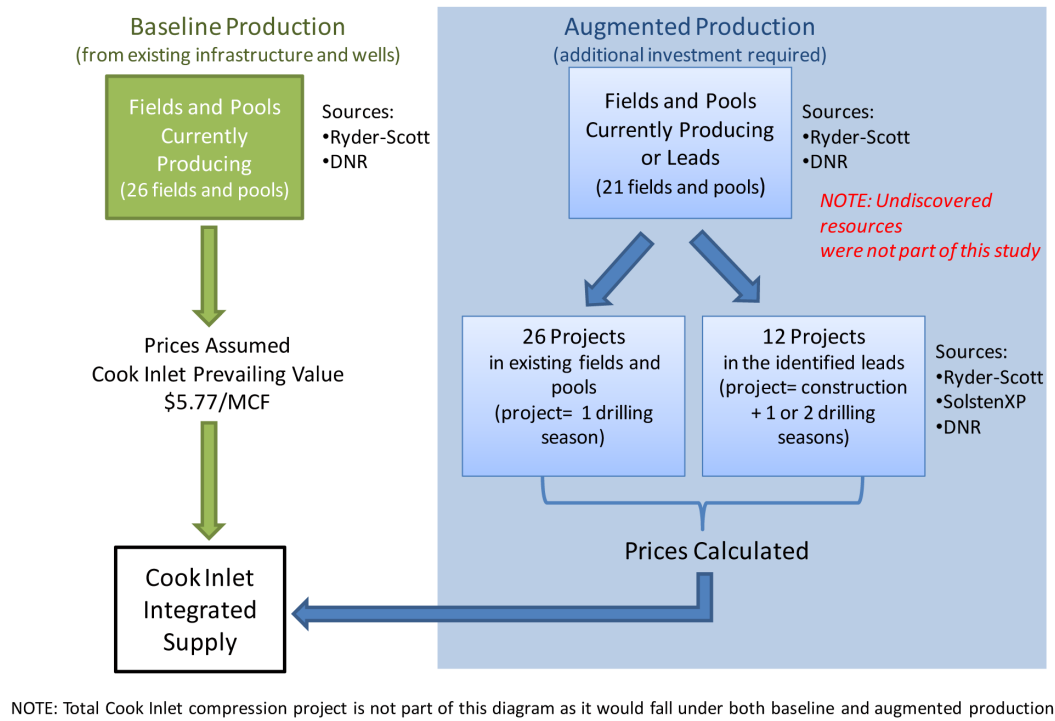 Baseline Production
(from existing infrastructure and wells)
Fields and Pools
Currently
Producing
(26 fields and pools)
Sources:
•Ryder-Scott
•DNR
Prices Assumed
Cook Inlet Prevailing Value
$5.77/MCF
Augmented Production
(additional investment required)
Fields and Pools
Currently Producing
or Leads
(21 fields and pools)
Sources:
•Ryder-Scott
•DNR
NOTE: Undiscovered
resources
were not part of this study
26 Projects
in existing fields and
pools
(project= 1 drilling
season)
12 Projects
in the identified leads
(project= construction
+ 1 or 2 drilling
seasons)
Sources:
•Ryder-Scott
•SolstenXP
•DNR
Prices Calculated
Cook Inlet
Integrated
Supply
NOTE: Total Cook Inlet compression project is not part of this diagram as it would fall under both baseline and augmented production